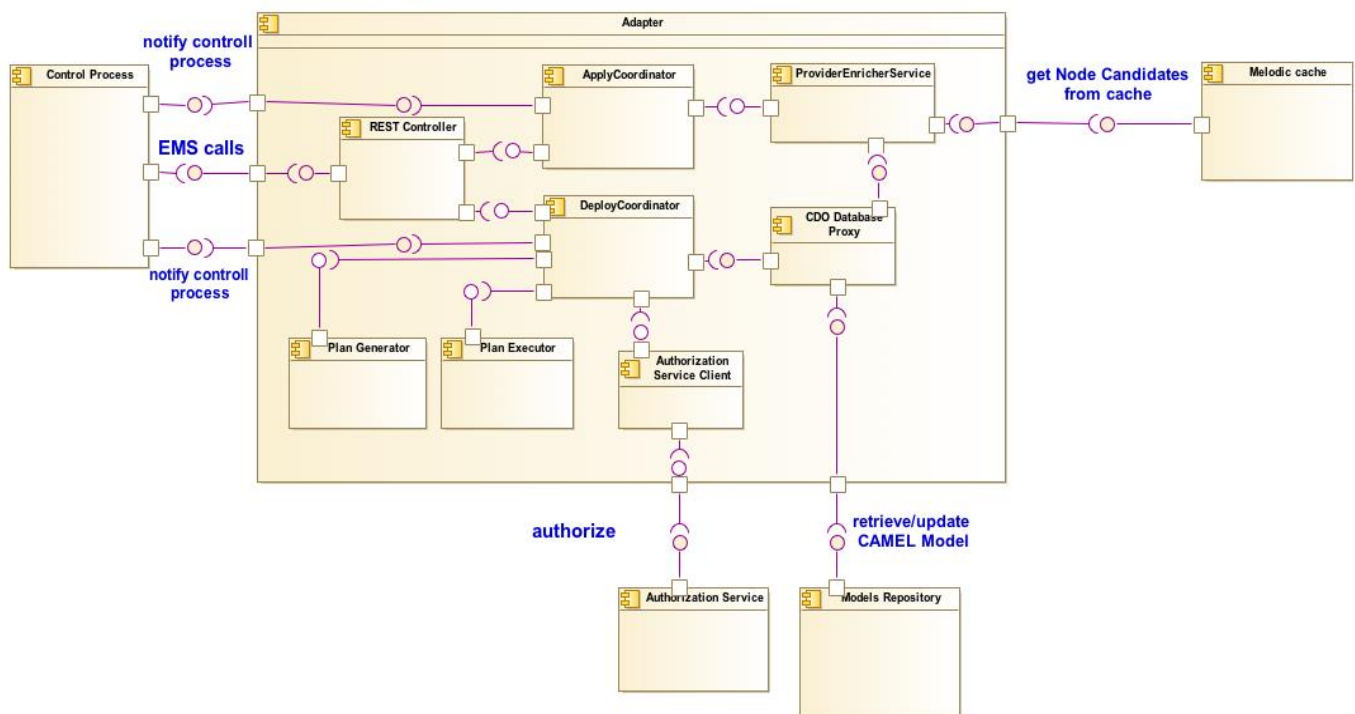 Adapter
notify controll
process
Control Process
ApplyCoordinator
ProviderEnricherService
get Node Candidates
from cache
Melodic cache
REST Controller
EMS calls
DeployCoordinator
CDO Database
Proxy
notify controll
process
Plan Generator
Plan Executor
Authorization
Service Client
authorize
retrieve/update
CAMEL Model
Authorization Service
Models Repository